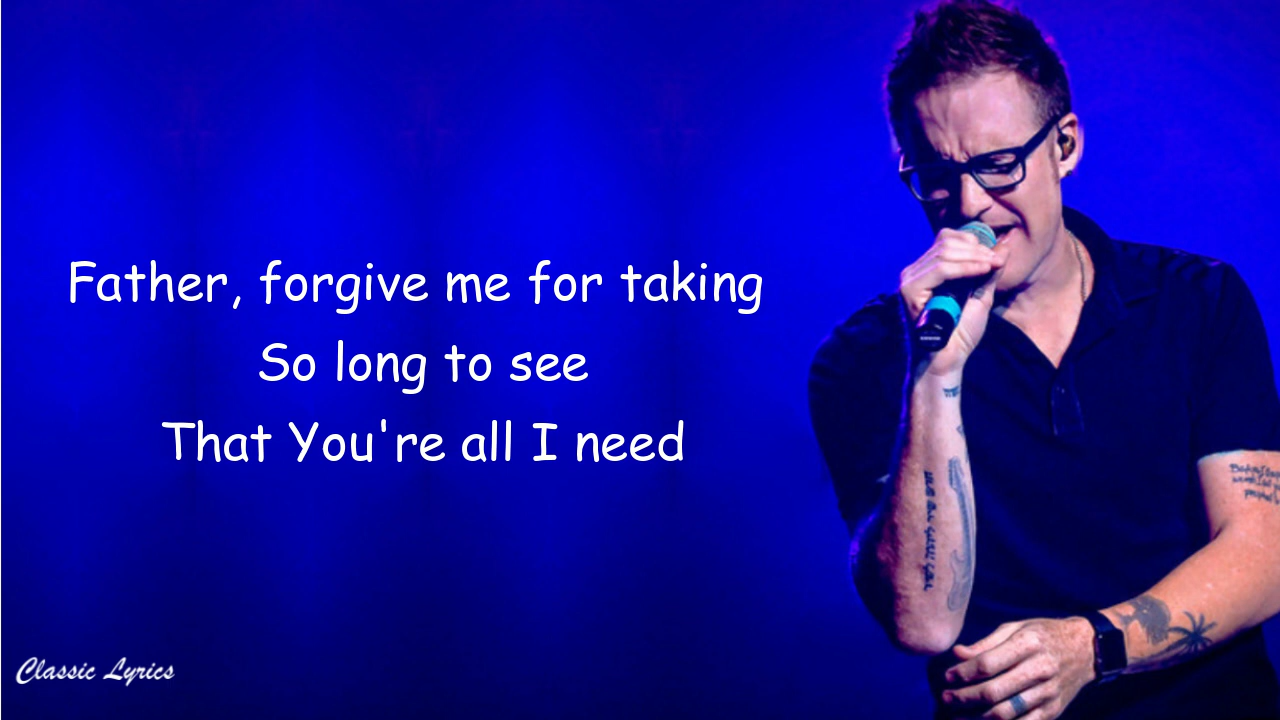 Father, forgive me for taking
So long to see
That You're all I need
Classic Lyrics